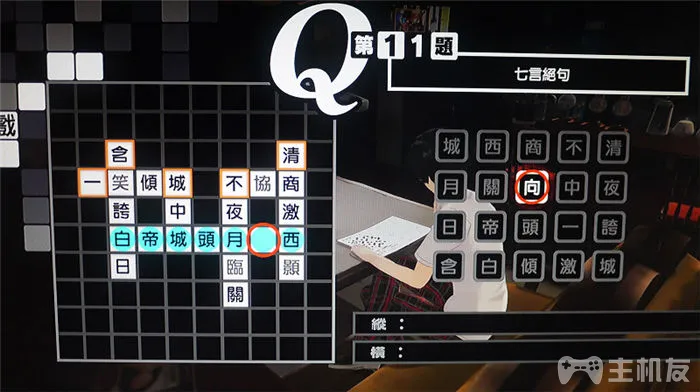 Q 第11題
七言絕句
戲
含 清
一笑傾城 不協商
誇 中 夜 激
白帝城頭月 西
日 臨 顥
關
城 西 商 不 清
月 關 向 中 夜
日 帝 頭 一 誇
含 白 傾 激 城
縱：
橫：
主机友